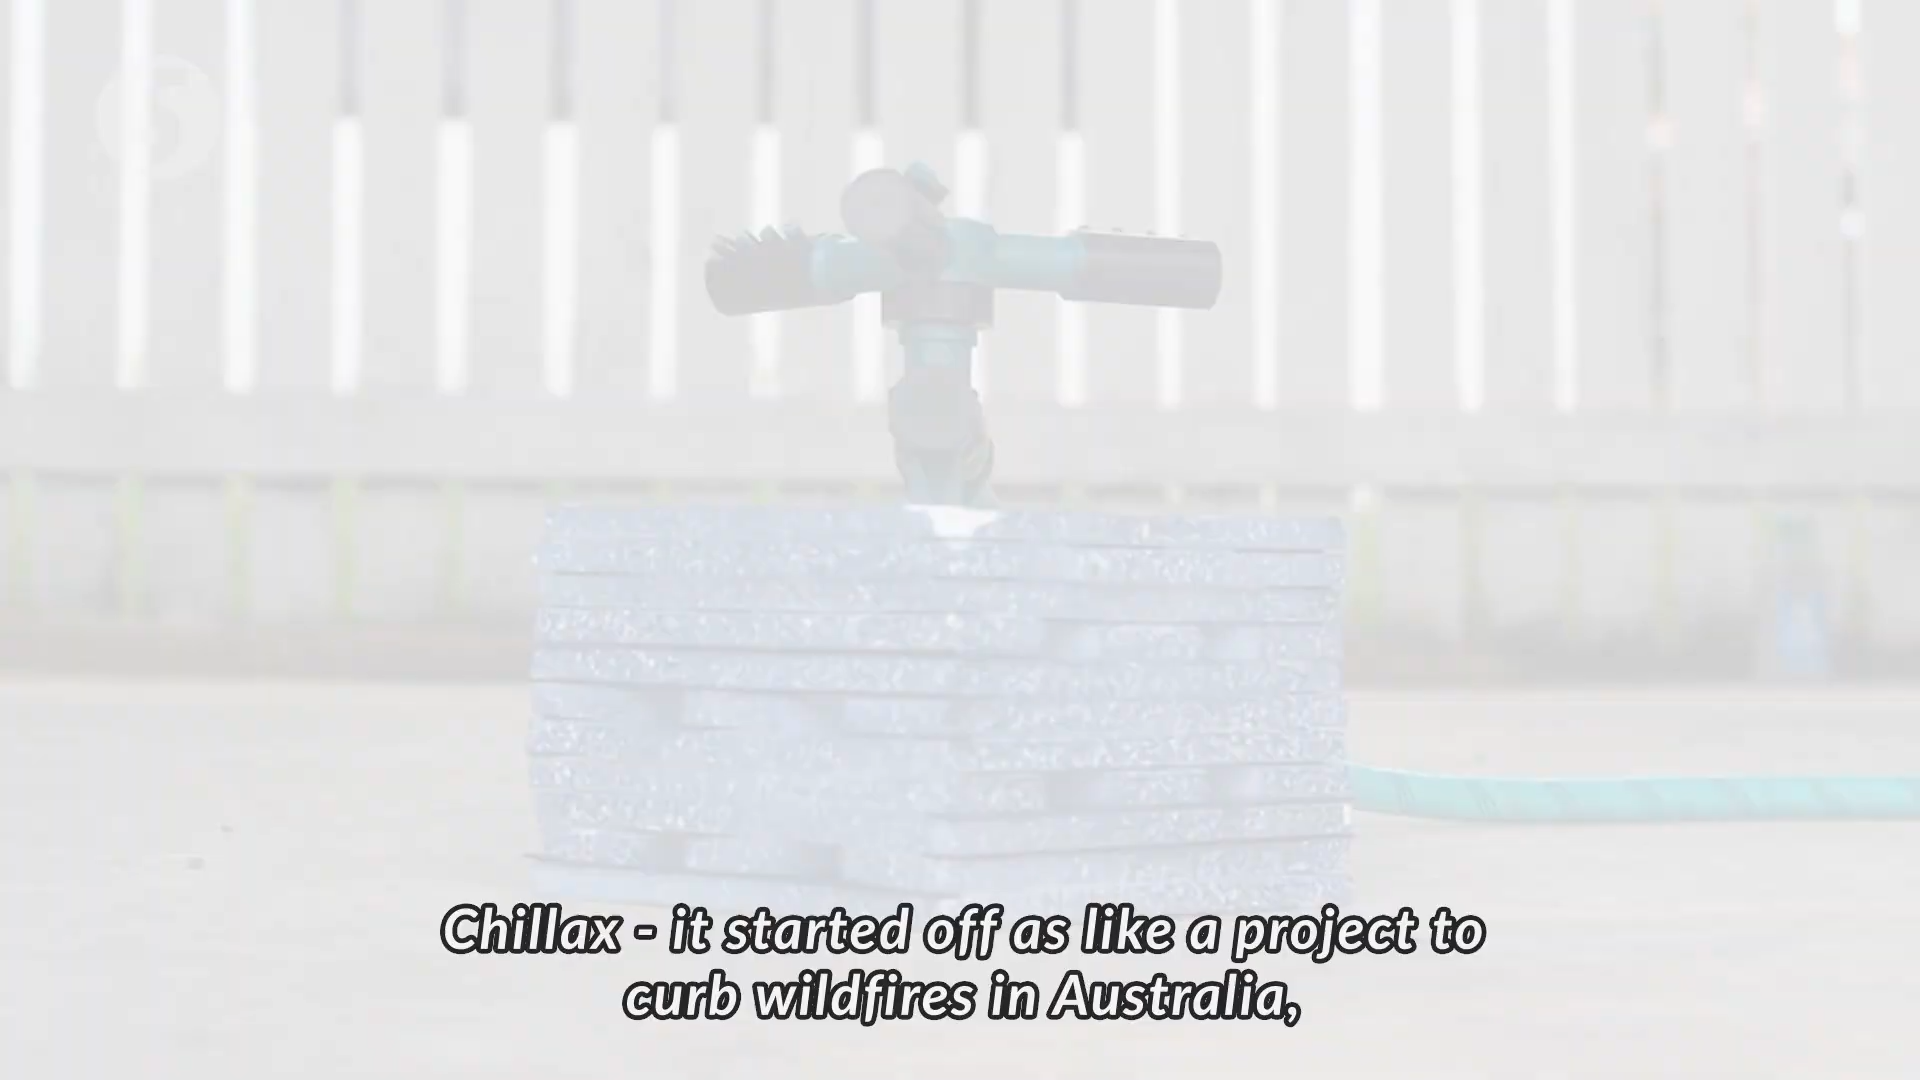 Chillax - it started off as like a project to
curb wildfires in Australia,